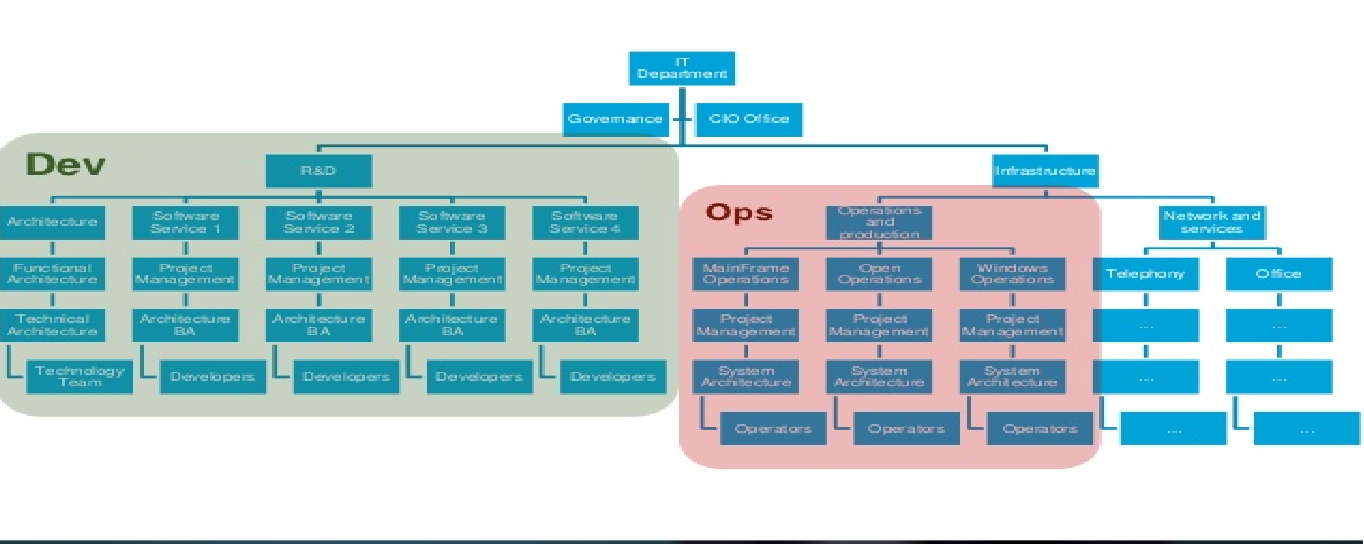 IT
Department
Governance
CIO Office
Dev
R&D
Infrastructure
Architecture
Software
Service 1
Software
Service 2
Software
Service 3
Software
Service 4
Ops
Operations
and
production
Network and
services
Functional
Architecture
Project
Management
Project
Management
Project
Management
Project
Management
MainFrame
Operations
Open
Operations
Windows
Operations
Telephony
Office
Technical
Architecture
Architecture
BA
Architecture
BA
Architecture
BA
Architecture
BA
Project
Management
Project
Management
Project
Management
...
...
Technology
Team
Developers
Developers
Developers
Developers
System
Architecture
System
Architecture
System
Architecture
...
...
Operators
Operators
Operators
...
...